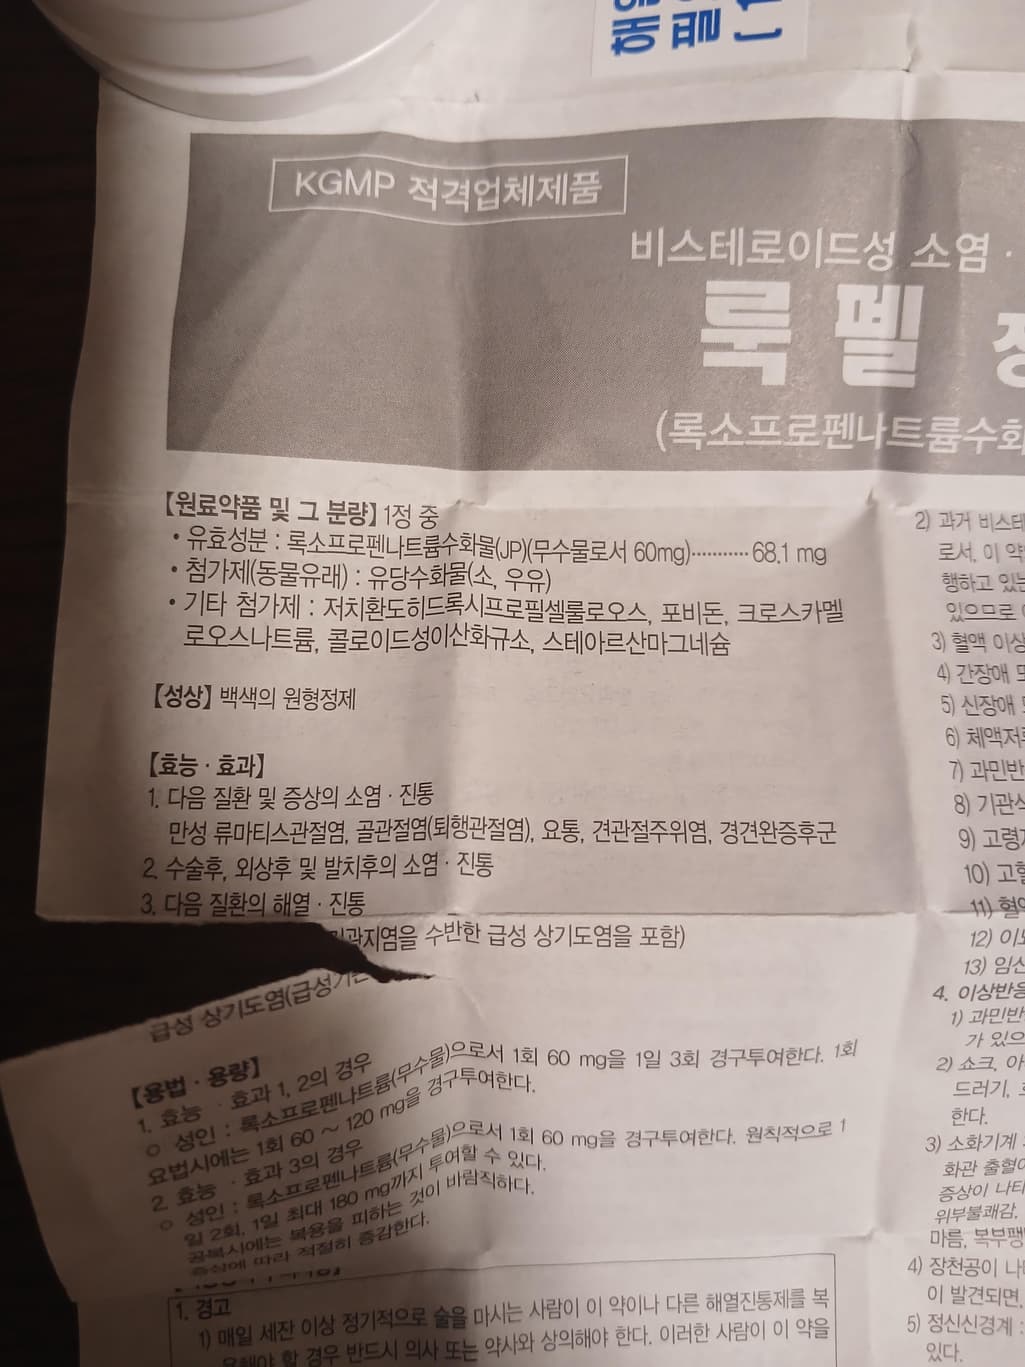 해열
필
[1
KGMP 적격업체제품
비스테로이드성 소염 ·
룩펠
(록소프로펜나트륨수화
【원료약품 및 그 분량】 1정 중
• 유효성분 : 록소프로펜나트륨수화물(JP)(무수물로서 60mg)··········· 68.1 mg
• 첨가제(동물유래) : 유당수화물(소, 우유)
• 기타 첨가제 : 저치환도히드록시프로필셀룰로오스, 포비돈, 크로스카멜
로오스나트륨, 콜로이드성이산화규소, 스테아르산마그네슘
【성상】 백색의 원형정제
【효능 · 효과】
1. 다음 질환 및 증상의 소염 · 진통
만성 류마티스관절염, 골관절염(퇴행관절염), 요통, 견관절주위염, 경견완증후군
2. 수술후, 외상후 및 발치후의 소염 · 진통
3. 다음 질환의 해열 · 진통
급성 상기도염(급성기관지염을 수반한 급성 상기도염을 포함)
【용법 · 용량】
1. 효능 · 효과 1, 2의 경우
○ 성인 : 록소프로펜나트륨(무수물)으로서 1회 60 mg을 1일 3회 경구투여한다. 1회
요법시에는 1회 60 ~ 120 mg을 경구투여한다.
2. 효능 · 효과 3의 경우
○ 성인 : 록소프로펜나트륨(무수물)으로서 1회 60 mg을 경구투여한다. 원칙적으로 1
일 2회, 1일 최대 180 mg까지 투여할 수 있다.
공복시에는 복용을 피하는 것이 바람직하다.
증상에 따라 적절히 증감한다.
1. 경고
1) 매일 세잔 이상 정기적으로 술을 마시는 사람이 이 약이나 다른 해열진통제를 복
용해야 할 경우 반드시 의사 또는 약사와 상의해야 한다. 이러한 사람이 이 약을
2) 과거 비스테
로서, 이 약
행하고 있는
있으므로
3) 혈액 이상
4) 간장애 또
5) 신장애
6) 체액저류
7) 과민반
8) 기관지
9) 고령자
10) 고혈
11) 혈액
12) 이
13) 임신
4. 이상반응
1) 과민반
가 있으
2) 쇼크, 아
드러기,
한다.
3) 소화기계 :
화관 출혈이
증상이 나타
위부불쾌감,
마름, 복부팽
4) 장천공이 나
이 발견되면,
5) 정신신경계 :
있다.